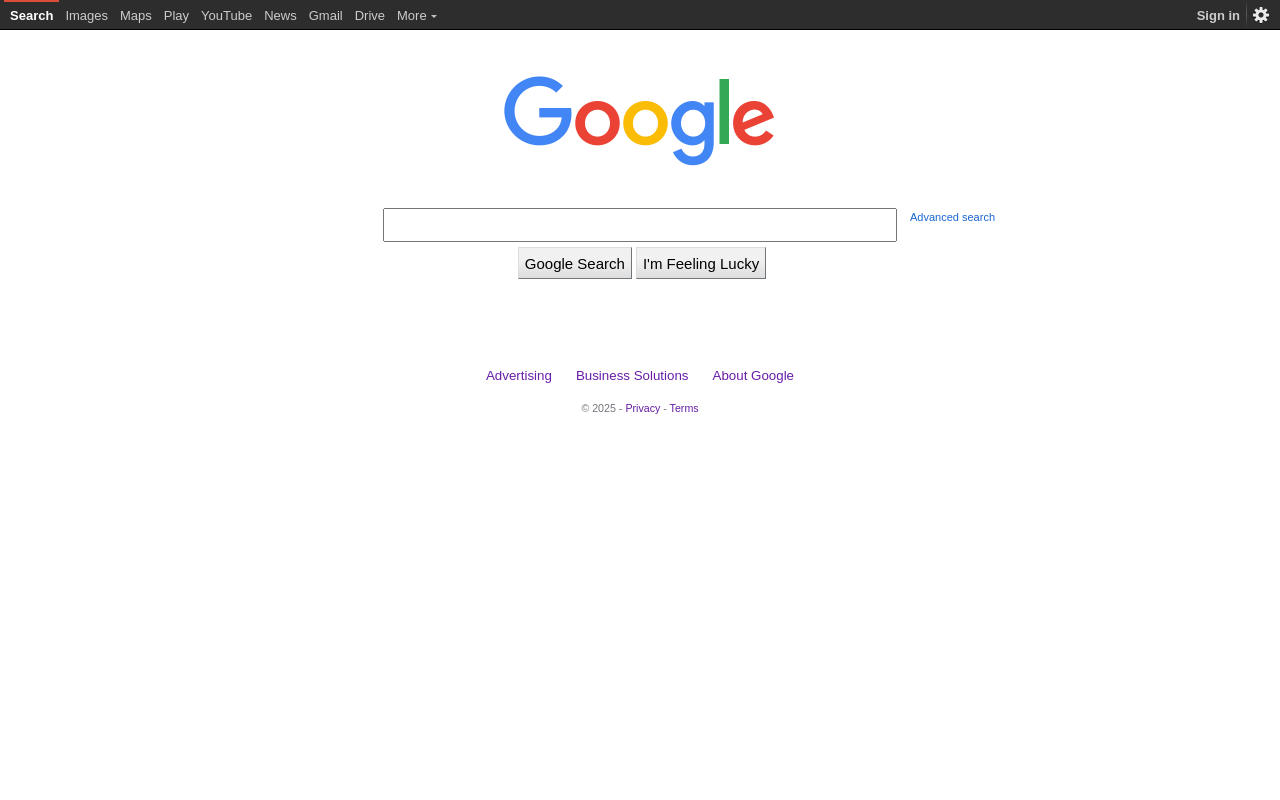 Search Images Maps Play YouTube News Gmail Drive More Sign in
Google
Advanced search
Google Search I'm Feeling Lucky
Advertising Business Solutions About Google
© 2025 - Privacy - Terms